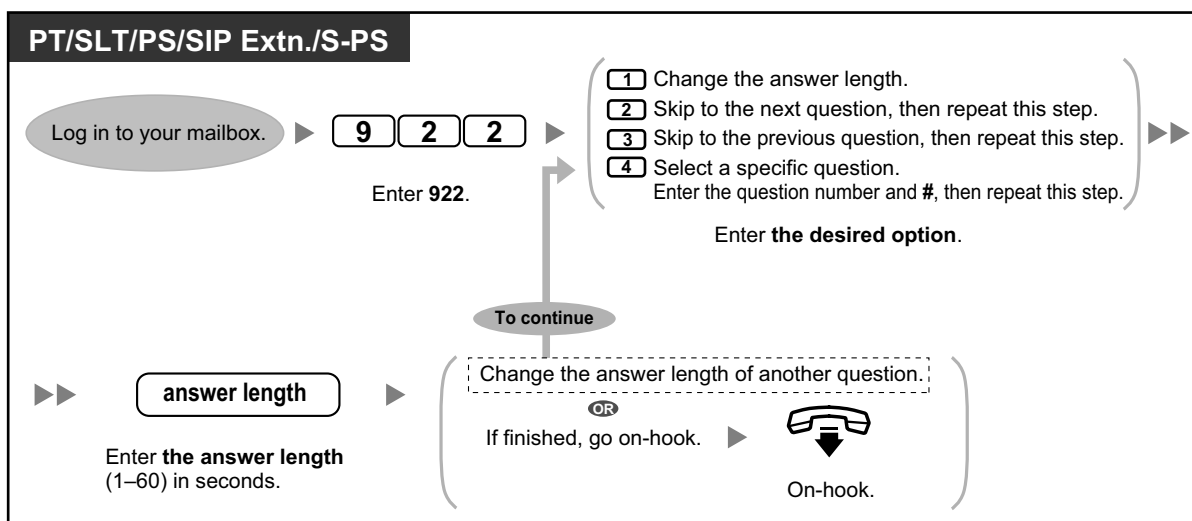 PT/SLT/PS/SIP Extn./S-PS
Log in to your mailbox.
9 2 2
Enter 922.
1 Change the answer length.
2 Skip to the next question, then repeat this step.
3 Skip to the previous question, then repeat this step.
4 Select a specific question.
Enter the question number and #, then repeat this step.
Enter the desired option.
To continue
answer length
Enter the answer length
(1–60) in seconds.
Change the answer length of another question.
OR
If finished, go on-hook.
On-hook.